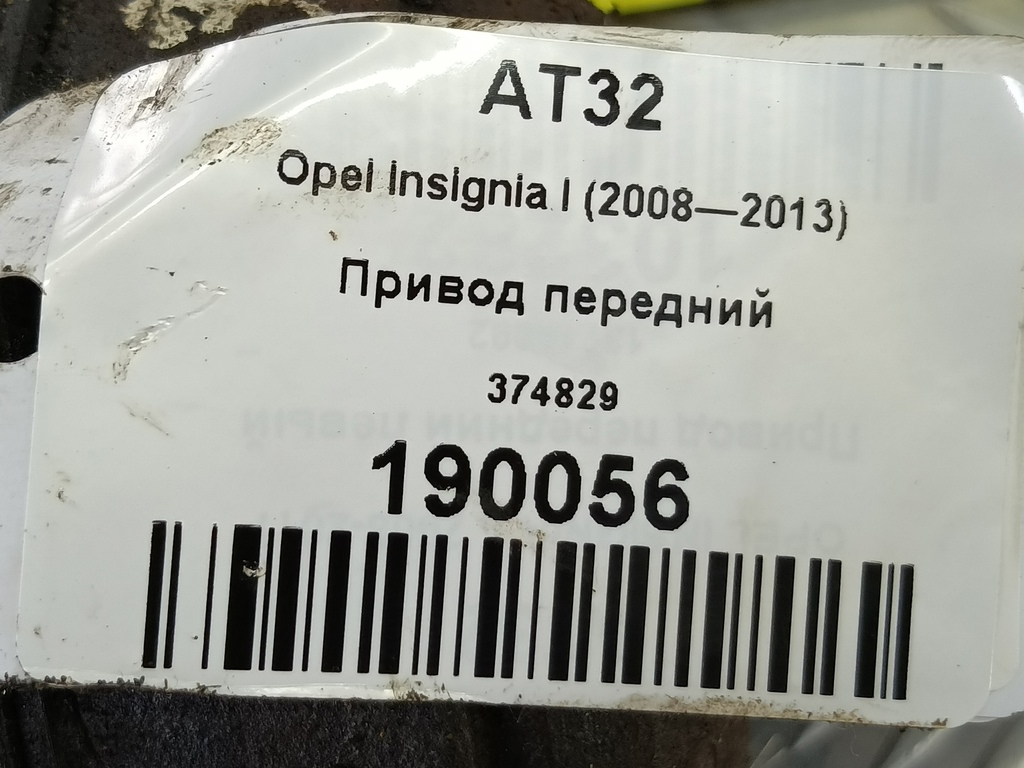 AT32
Opel Insignia I (2008—2013)
Привод передний
374829
190056